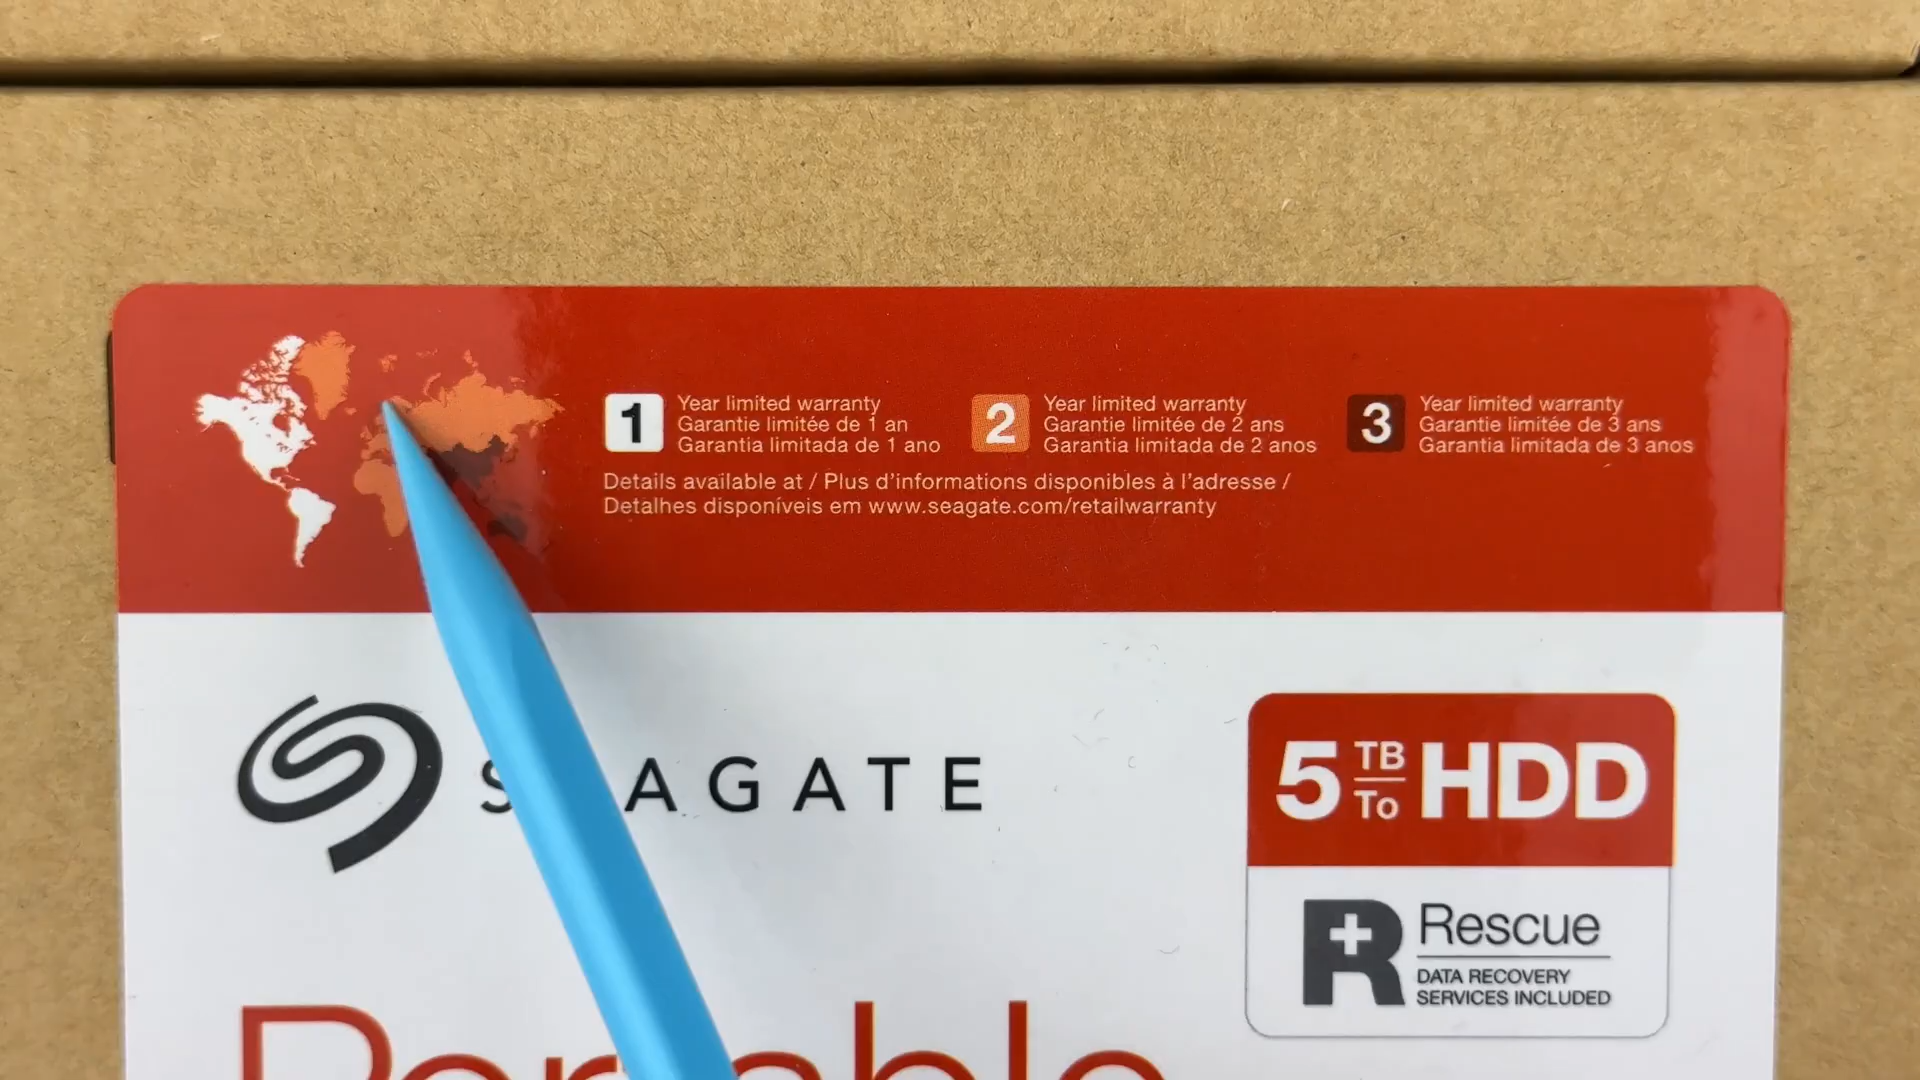 1 Year limited warranty
Garantie limitée de 1 an
Garantia limitada de 1 ano
2 Year limited warranty
Garantie limitée de 2 ans
Garantia limitada de 2 anos
3 Year limited warranty
Garantie limitée de 3 ans
Garantia limitada de 3 anos
Details available at / Plus d'informations disponibles à l'adresse /
Detalhes disponíveis em www.seagate.com/retailwarranty
SEAGATE
5 TB To HDD
R Rescue
DATA RECOVERY
SERVICES INCLUDED
Portable